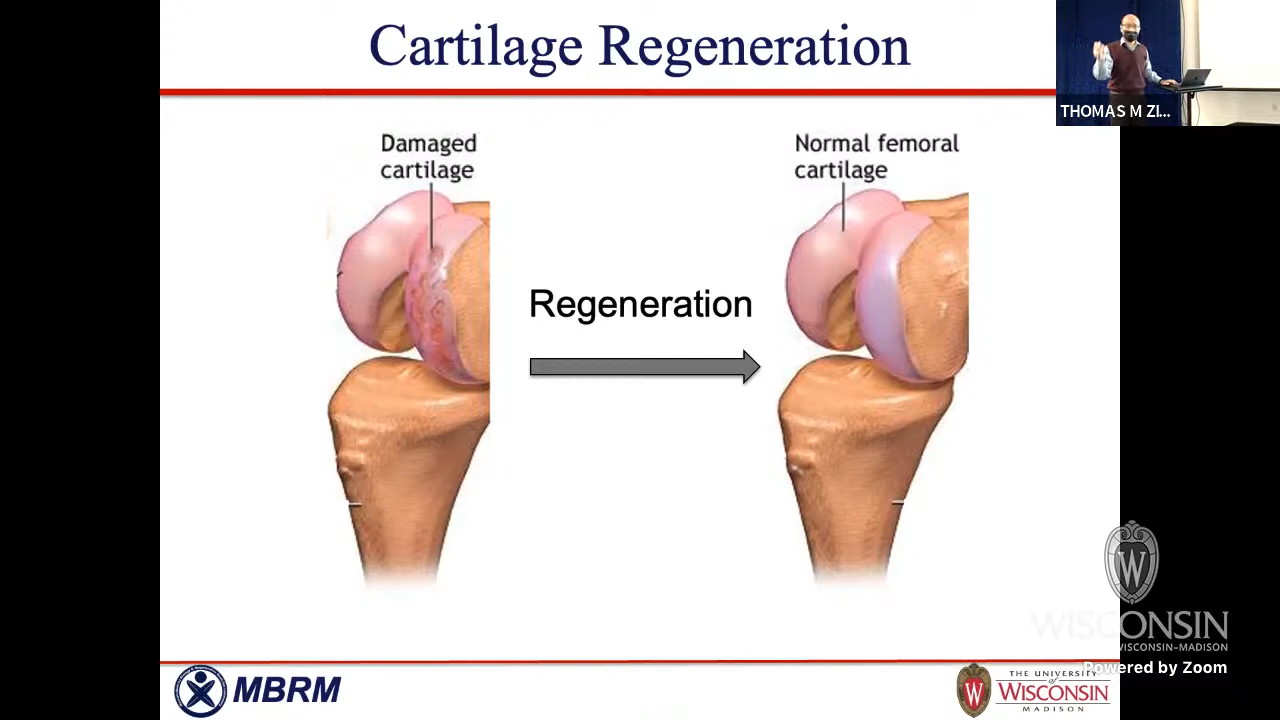 Cartilage Regeneration
THOMAS M ZI...
Damaged
cartilage
Normal femoral
cartilage
Regeneration
W
WISCONSIN
WISCONSIN–MADISON
Powered by Zoom
MBRM
W
THE UNIVERSITY
of
WISCONSIN
MADISON